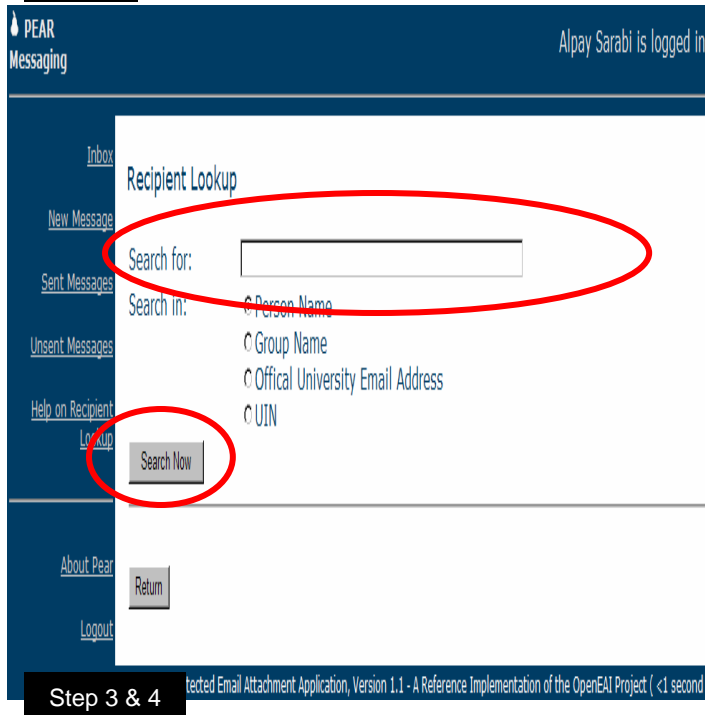 PEAR
Messaging
Alpay Sarabi is logged in
Inbox
New Message
Sent Messages
Unsent Messages
Help on Recipient
Lookup
About Pear
Logout
Recipient Lookup
Search for:
Search in:
Person Name
Group Name
Offical University Email Address
UIN
Search Now
Return
tected Email Attachment Application, Version 1.1 - A Reference Implementation of the OpenEAI Project ( <1 second
Step 3 & 4